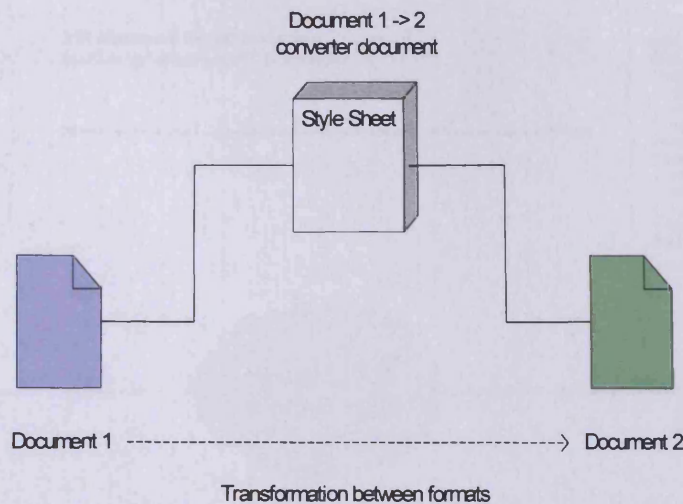 Document 1 -> 2
converter document
Style Sheet
Document 1
Document 2
Transformation between formats